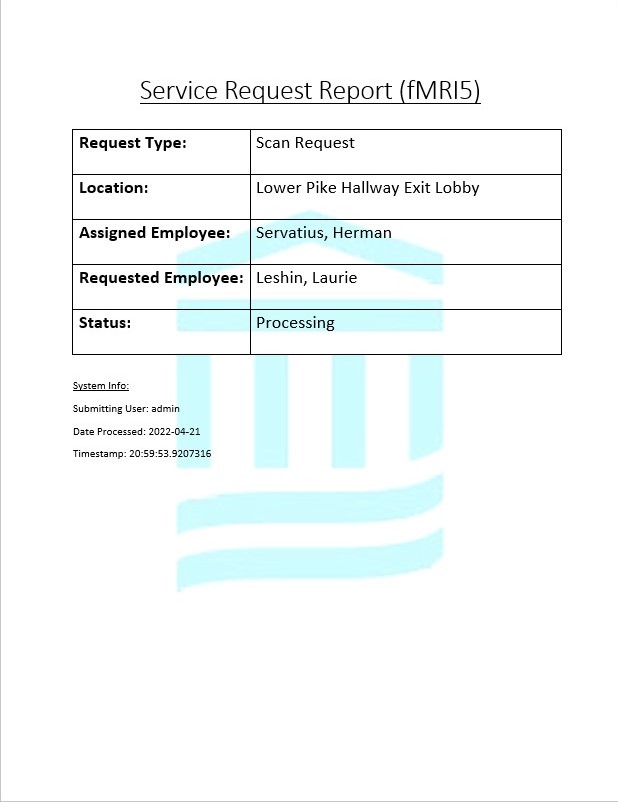 Service Request Report (fMRI5)
Request Type: Scan Request
Location: Lower Pike Hallway Exit Lobby
Assigned Employee: Servatius, Herman
Requested Employee: Leshin, Laurie
Status: Processing
System Info:
Submitting User: admin
Date Processed: 2022-04-21
Timestamp: 20:59:53.9207316